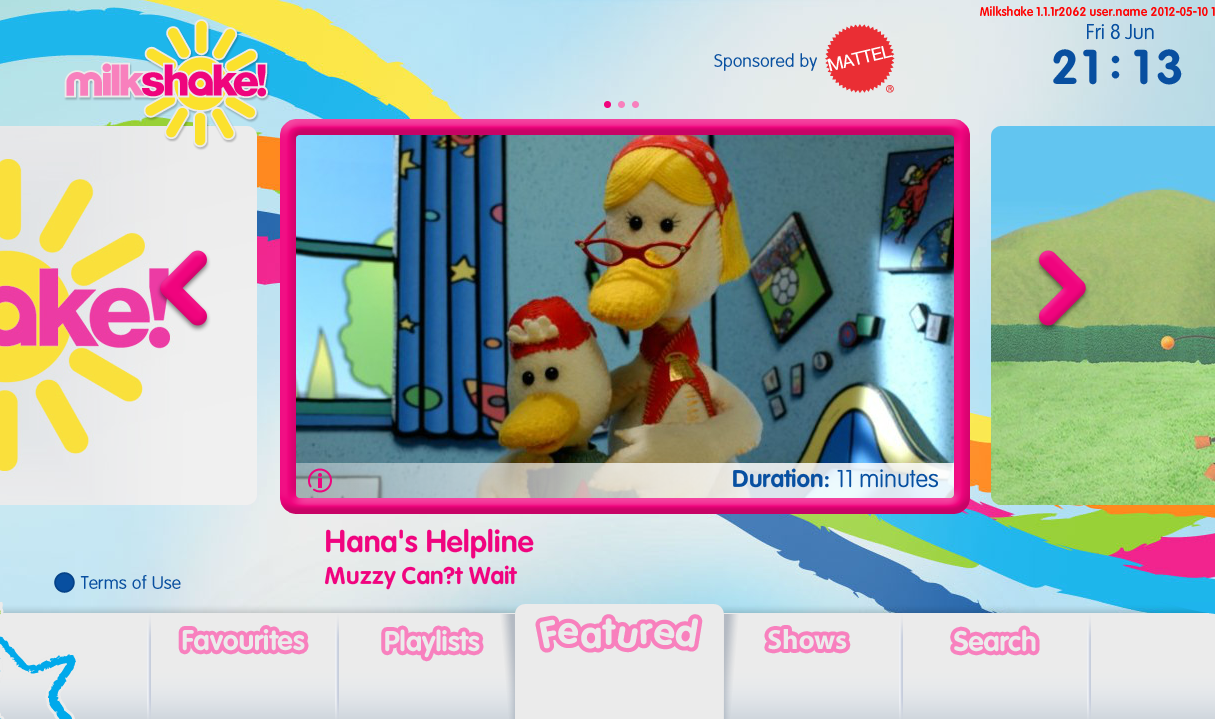 Milkshake 1.1.1r2062 user.name 2012-05-10 1
Fri 8 Jun
21:13
milkshake!
Sponsored by
MATTEL
®
ake!
Duration: 11 minutes
Hana's Helpline
Muzzy Can?t Wait
Terms of Use
Favourites
Playlists
Featured
Shows
Search